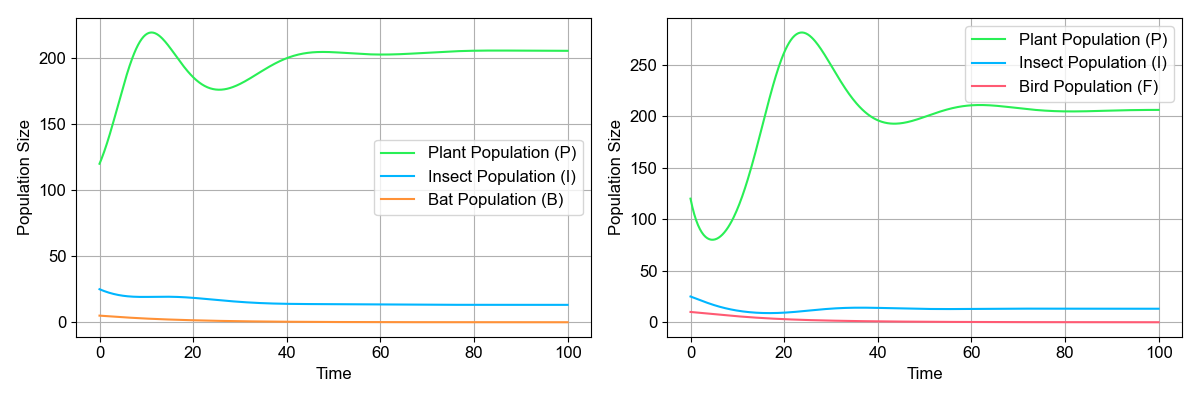 200
150
100
50
0
Population Size
Plant Population (P)
Insect Population (I)
Bat Population (B)
0 20 40 60 80 100
Time
250
200
150
100
50
0
Population Size
Plant Population (P)
Insect Population (I)
Bird Population (F)
0 20 40 60 80 100
Time